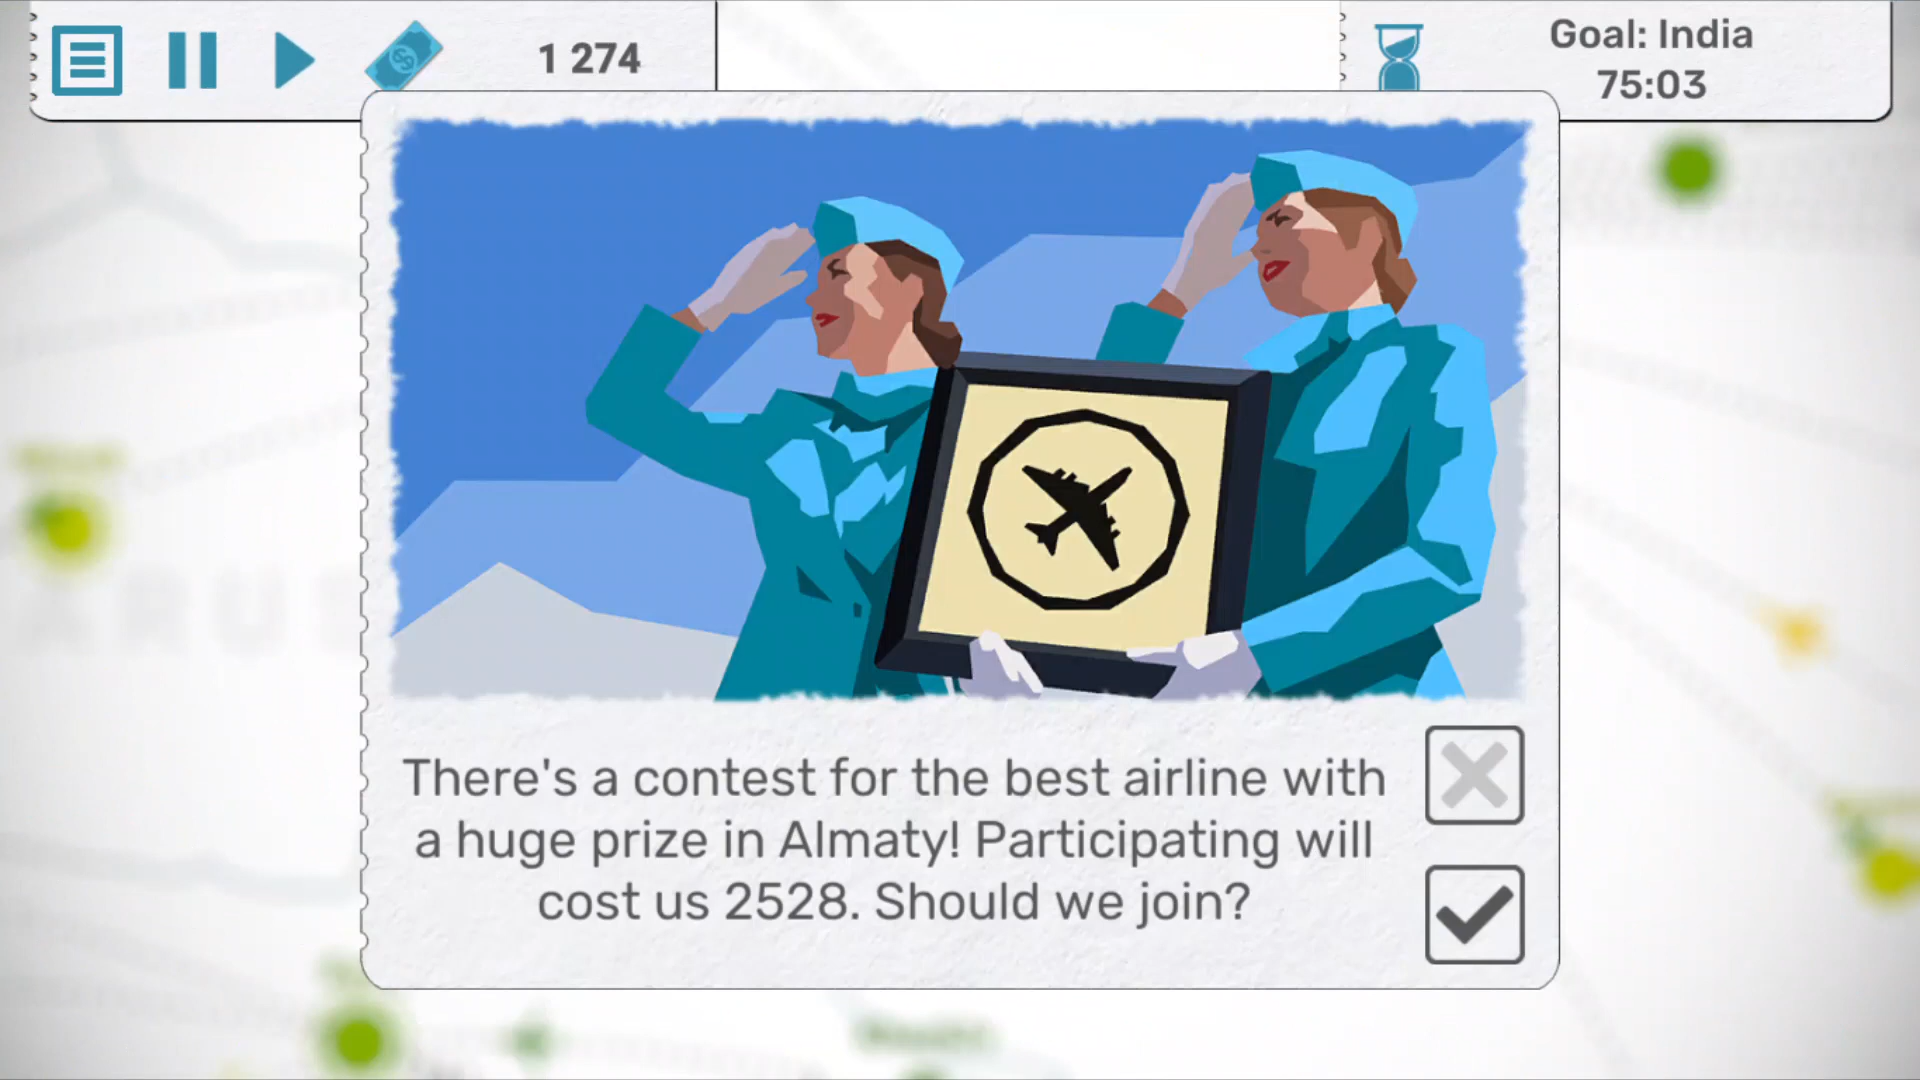 1 274
Goal: India
75:03
There's a contest for the best airline with
a huge prize in Almaty! Participating will
cost us 2528. Should we join?